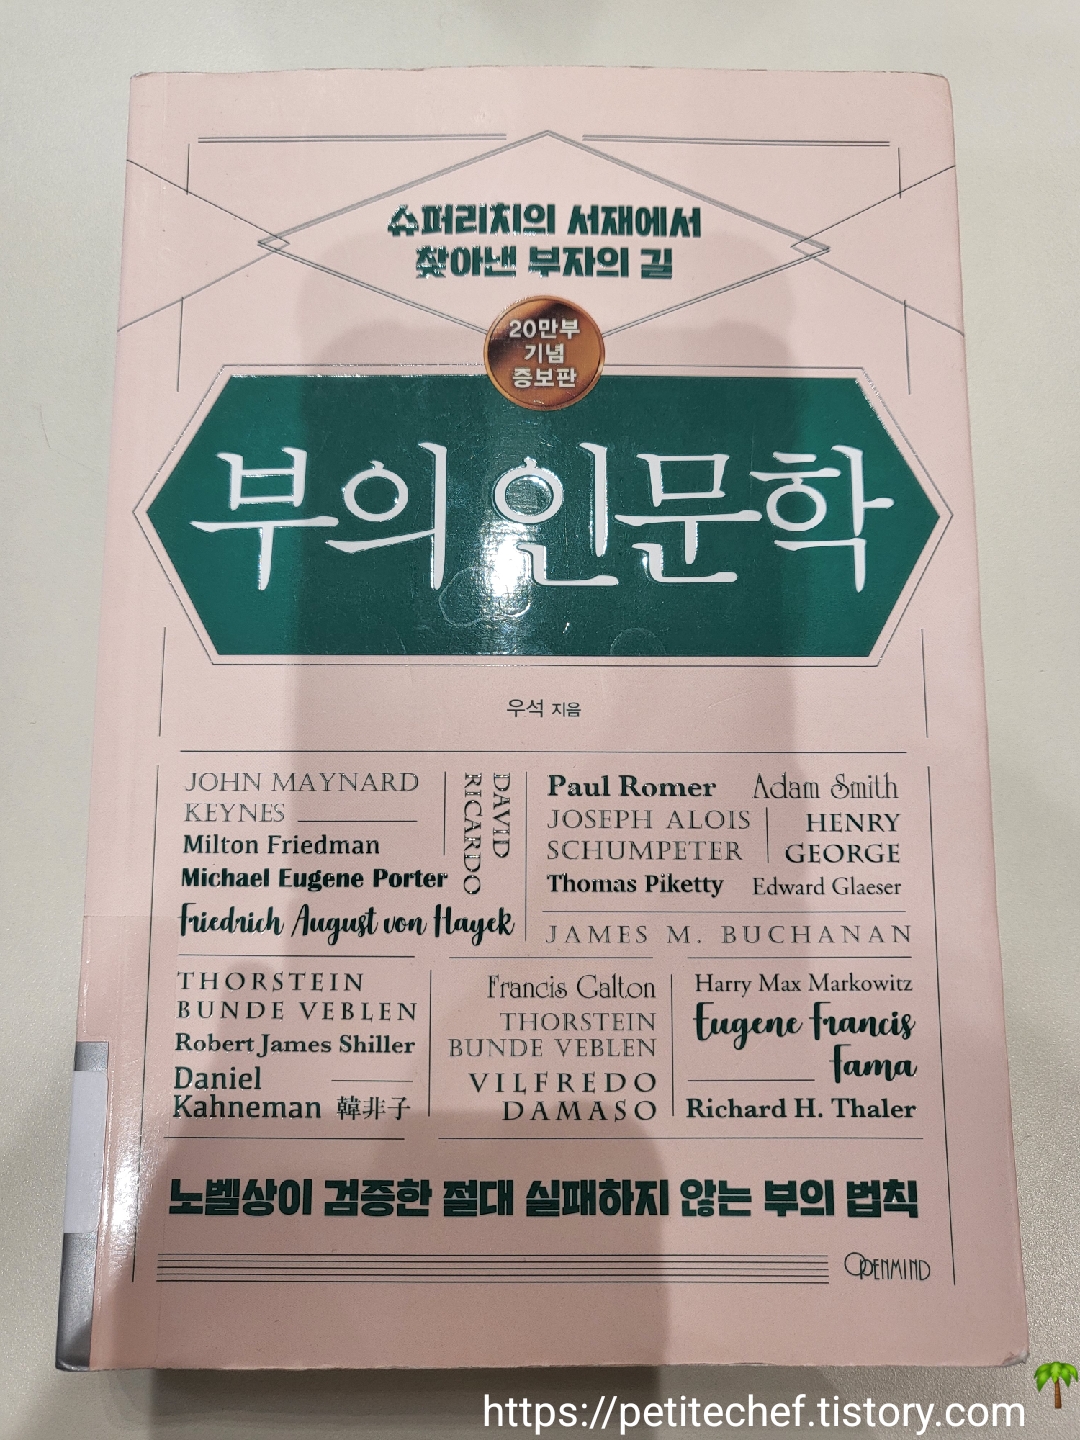 슈퍼리치의 서재에서
찾아낸 부자의 길
20만부
기념
증보판
부의 인문학
우석 지음
JOHN MAYNARD
KEYNES
Milton Friedman
Michael Eugene Porter
Friedrich August von Hayek
DAVID
RICARDO
Paul Romer
Adam Smith
JOSEPH ALOIS
SCHUMPETER
HENRY
GEORGE
Thomas Piketty
Edward Glaeser
JAMES M. BUCHANAN
THORSTEIN
BUNDE VEBLEN
Robert James Shiller
Daniel
Kahneman 韓非子
Francis Galton
THORSTEIN
BUNDE VEBLEN
VILFREDO
DAMASO
Harry Max Markowitz
Eugene Francis
Fama
Richard H. Thaler
노벨상이 검증한 절대 실패하지 않는 부의 법칙
OPENMIND
https://petitechef.tistory.com